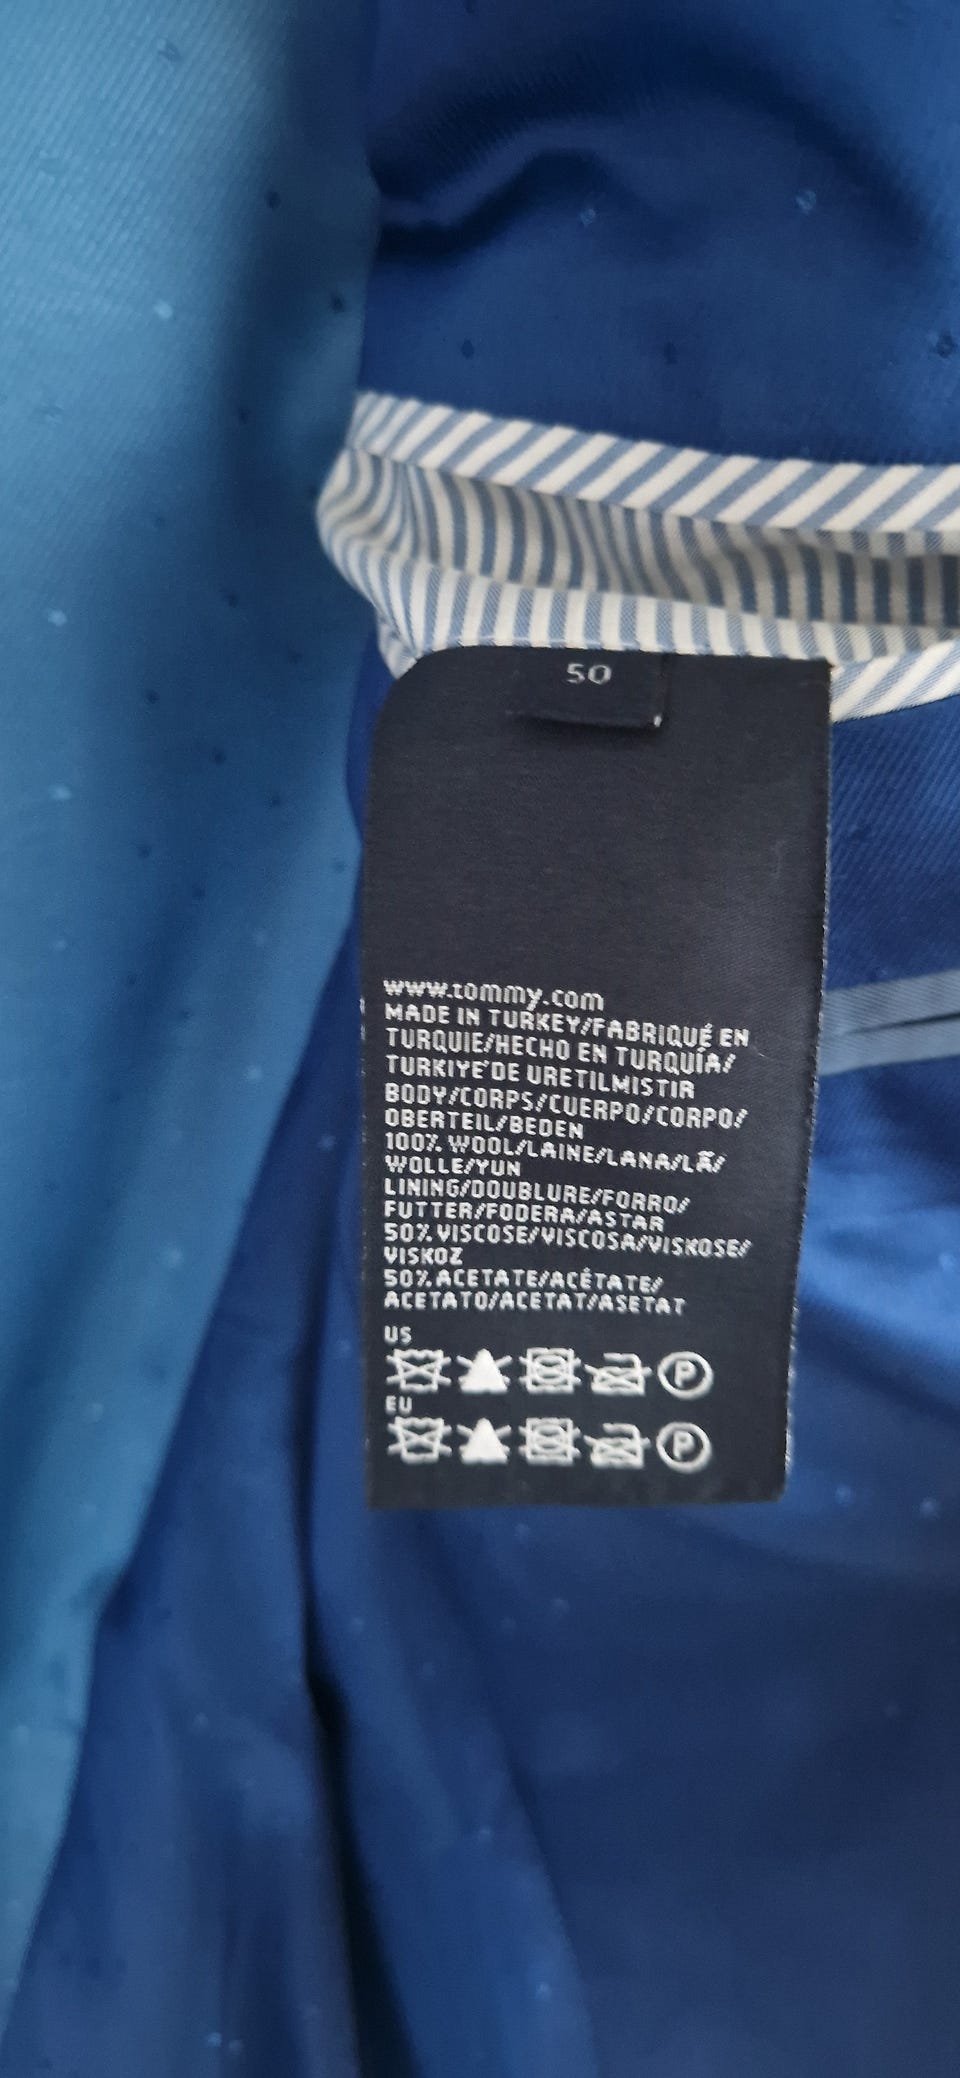 50
www.tommy.com
MADE IN TURKEY/FABRIQUÉ EN
TURQUIE/HECHO EN TURQUÍA/
TURKIYE'DE URETILMISTIR
BODY/CORPS/CUERPO/CORPO/
OBERTEIL/BEDEN
100% WOOL/LAINE/LANA/LÃ/
WOLLE/YUN
LINING/DOUBLURE/FORRO/
FUTTER/FODERA/ASTAR
50% VISCOSE/VISCOSA/VISKOSE/
VISKOZ
50% ACETATE/ACÉTATE/
ACETATO/ACETAT/ASETAT
US
P
EU
P